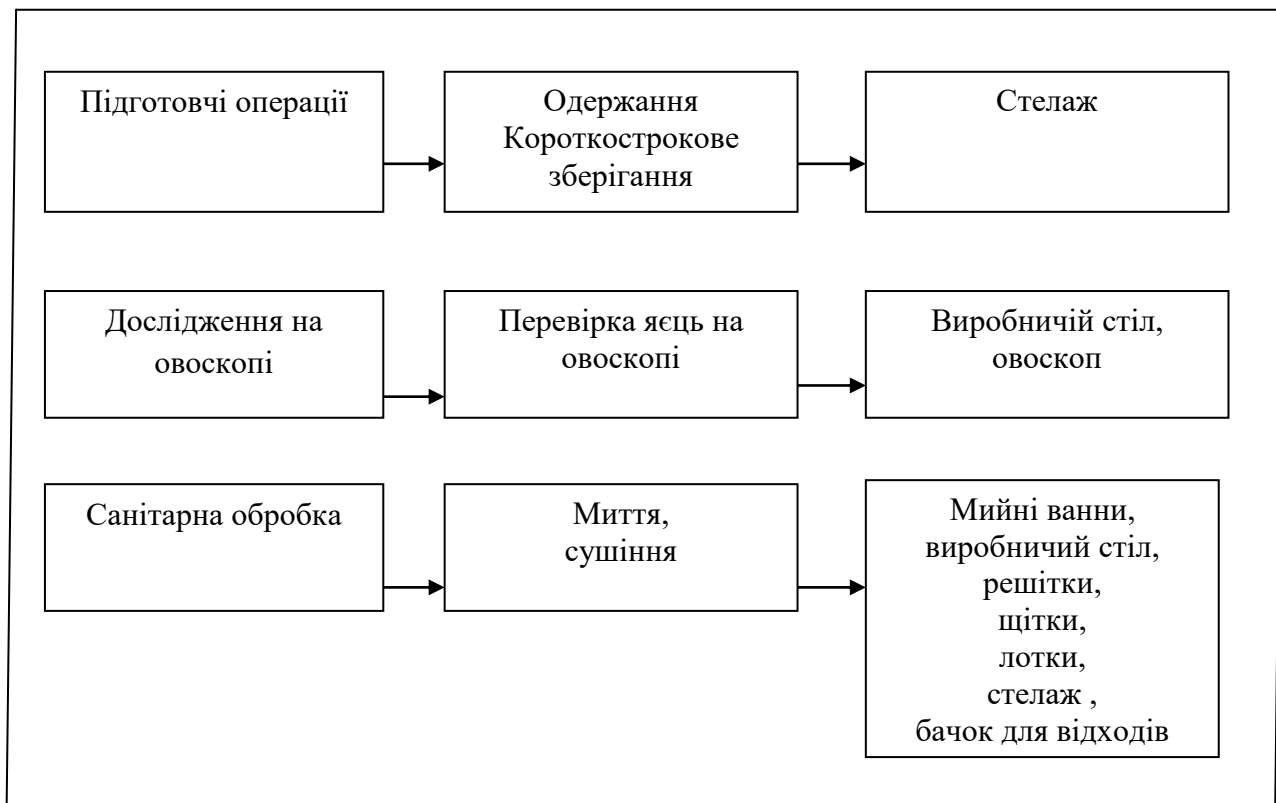 Підготовчі операції
Одержання
Короткострокове
зберігання
Стелаж
Дослідження на
овоскопі
Перевірка яєць на
овоскопі
Виробничій стіл,
овоскоп
Санітарна обробка
Миття,
сушіння
Мийні ванни,
виробничий стіл,
решітки,
щітки,
лотки,
стелаж ,
бачок для відходів